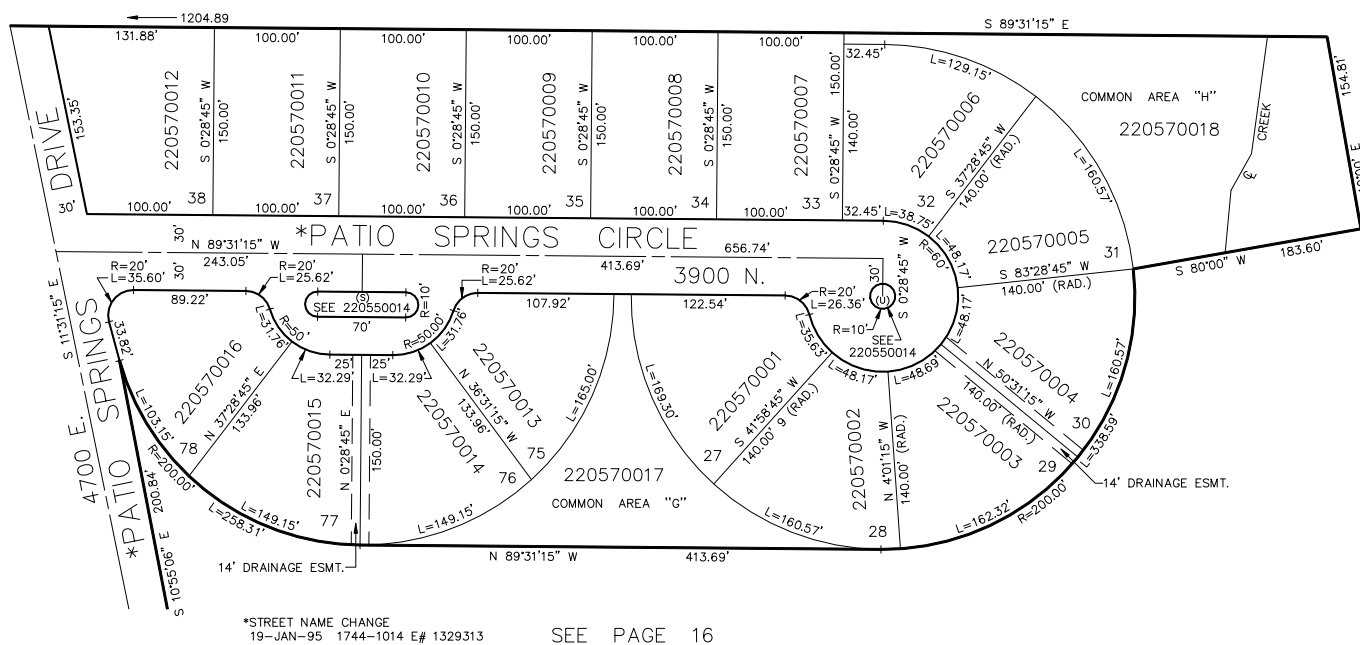 1204.89
S 89°31'15" E
131.88'
100.00'
100.00'
100.00'
100.00'
100.00'
32.45'
L=129.15'
154.81'
153.35'
220570012
S 0°28'45" W
150.00'
220570011
S 0°28'45" W
150.00'
220570010
S 0°28'45" W
150.00'
220570009
S 0°28'45" W
150.00'
220570008
S 0°28'45" W
150.00'
220570007
S 0°28'45" W 150.00'
140.00'
220570006
S 37°28'45" W
140.00' (RAD.)
COMMON AREA "H"
220570018
CREEK
℄
L=160.57'
38
37
36
35
34
33
32
31
100.00'
100.00'
100.00'
100.00'
100.00'
100.00'
32.45'
L=38.75'
L=48.17'
R=60'
220570005
S 83°28'45" W
140.00' (RAD.)
S 80°00" W
183.60'
30'
30'
30'
30'
N 89°31'15" W
243.05'
*PATIO SPRINGS CIRCLE
656.74'
413.69'
3900 N.
S 0°28'45" W
R=20'
L=35.60'
89.22'
R=20'
L=25.62'
(S)
SEE 220550014
70'
R=10'
R=20'
L=25.62'
107.92'
122.54'
R=20'
L=26.36'
(U)
R=10'
SEE
220550014
S 11°31'15" E
33.82'
L=31.76'
R=50'
L=32.29'
25'
25'
L=32.29'
R=50.00'
L=31.76'
L=35.63'
L=48.17'
L=48.69'
L=48.17'
220570016
N 37°28'45" E
133.96'
78
220570015
77
N 0°28'45" E
150.00'
220570014
76
N 36°31'15" W
133.96'
220570013
75
L=165.00'
L=169.30'
220570017
COMMON AREA "G"
220570001
S 41°58'45" W
140.00' 9 (RAD.)
27
220570002
28
N 4°01'15" W
140.00' (RAD.)
220570003
29
N 50°31'15" W
140.00' (RAD.)
220570004
30
L=160.57'
L=338.59'
14' DRAINAGE ESMT.
L=103.15'
R=200.00'
L=258.31'
L=149.15'
L=149.15'
L=160.57'
L=162.32'
R=200.00'
N 89°31'15" W
413.69'
14' DRAINAGE ESMT.
4700 E.
*PATIO SPRINGS DRIVE
200.84'
S 10°55'06" E
*STREET NAME CHANGE
19-JAN-95 1744-1014 E# 1329313
SEE PAGE 16